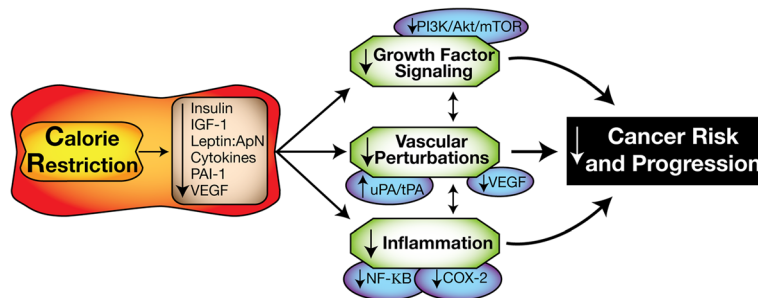 ↓PI3K/Akt/mTOR
↓Growth Factor
Signaling
Calorie
Restriction
Insulin
IGF-1
Leptin:ApN
Cytokines
PAI-1
↓VEGF
↓Vascular
Perturbations
↑uPA/tPA
↓VEGF
↓Inflammation
↓NF-κB
↓COX-2
↓Cancer Risk
and Progression